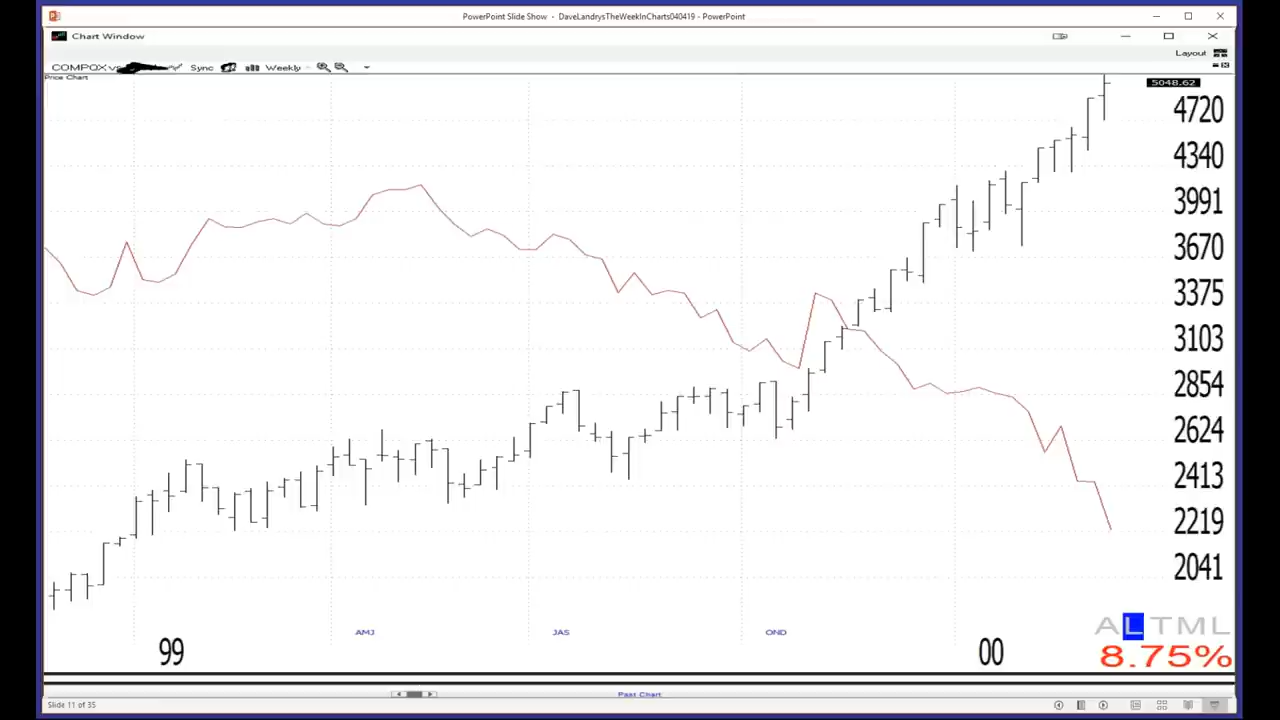 PowerPoint Slide Show - DaveLandrysTheWeekInCharts040419 - PowerPoint
Chart Window
Layout
COMPQX vs
Sync
Weekly
Price Chart
5048.62
4720
4340
3991
3670
3375
3103
2854
2624
2413
2219
2041
AMJ
JAS
OND
99
00
ALTML
8.75%
Past Chart
Slide 11 of 35